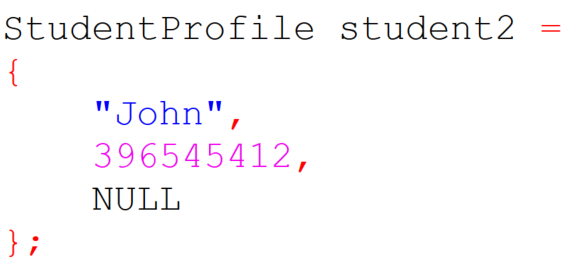 StudentProfile student2 =
{
    "John",
    396545412,
    NULL
};